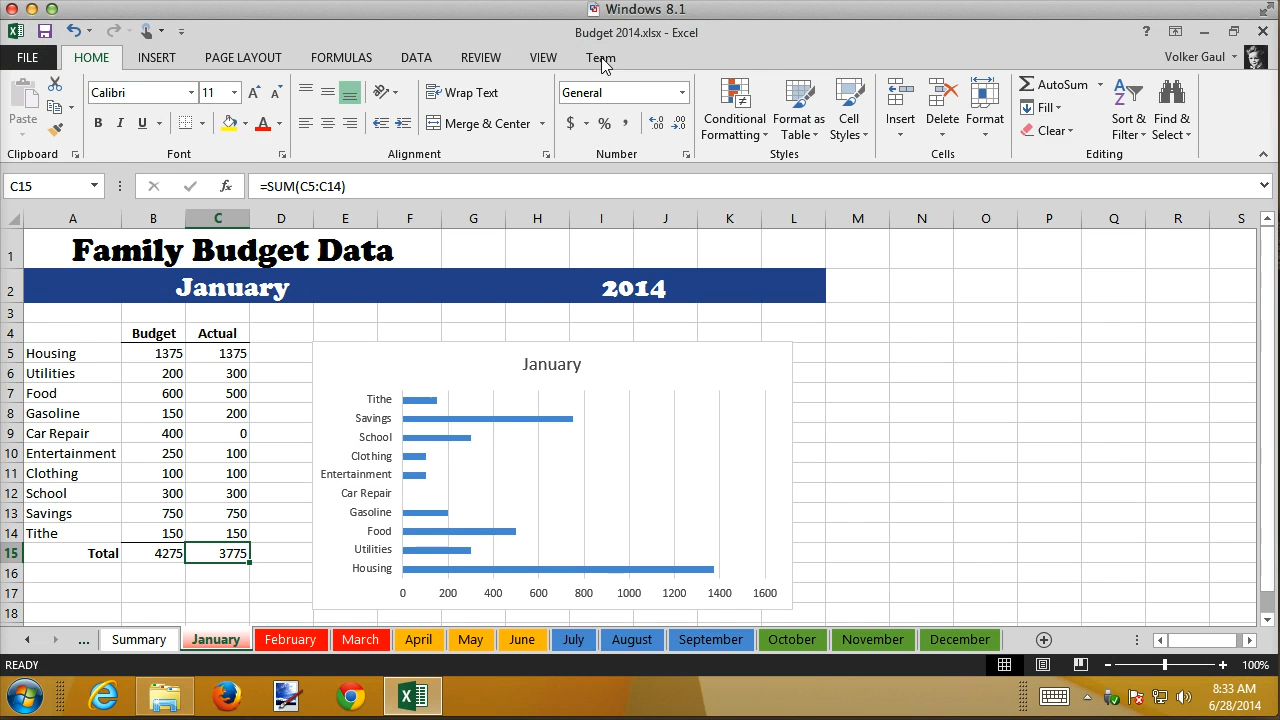 Windows 8.1
Budget 2014.xlsx - Excel
?
FILE HOME INSERT PAGE LAYOUT FORMULAS DATA REVIEW VIEW Team Volker Gaul
Calibri 11 Wrap Text General AutoSum
Fill
Paste B I U A Merge & Center $ % , Conditional Formatting Format as Table Cell Styles Insert Delete Format Clear Sort & Filter Find & Select
Clipboard Font Alignment Number Styles Cells Editing
C15 fx =SUM(C5:C14)
A B C D E F G H I J K L M N O P Q R S
1 Family Budget Data
2 January 2014
3
4 Budget Actual
5 Housing 1375 1375
6 Utilities 200 300
7 Food 600 500
8 Gasoline 150 200
9 Car Repair 400 0
10 Entertainment 250 100
11 Clothing 100 100
12 School 300 300
13 Savings 750 750
14 Tithe 150 150
15 Total 4275 3775
16
17
18
January
Tithe
Savings
School
Clothing
Entertainment
Car Repair
Gasoline
Food
Utilities
Housing
0 200 400 600 800 1000 1200 1400 1600
... Summary January February March April May June July August September October November December
READY 100%
8:33 AM
6/28/2014